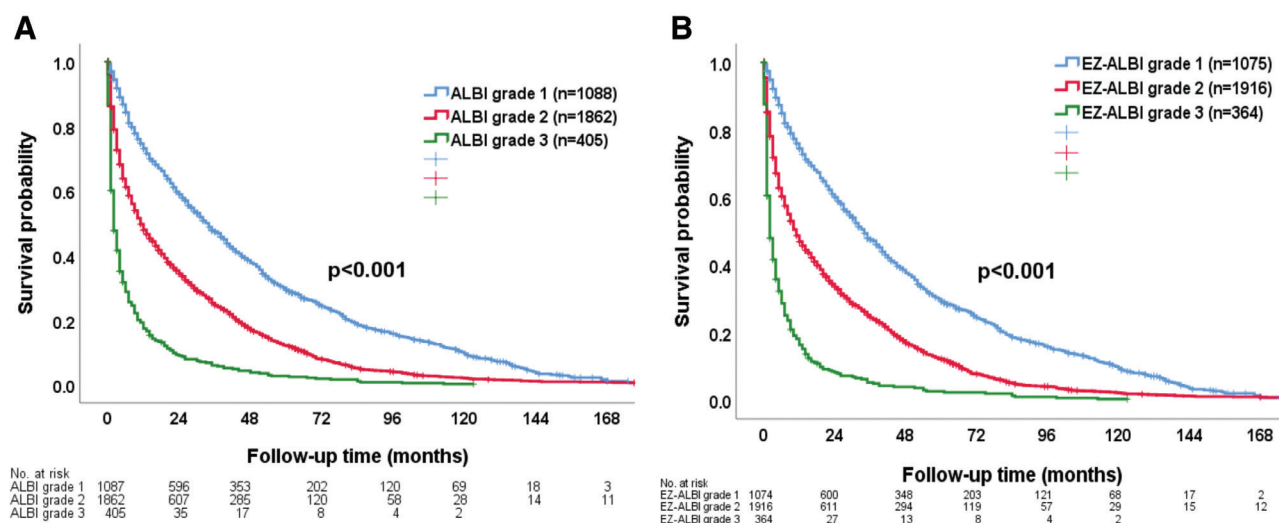 A
Survival probability
1.0
0.8
0.6
0.4
0.2
0.0
ALBI grade 1 (n=1088)
ALBI grade 2 (n=1862)
ALBI grade 3 (n=405)
p<0.001
0 24 48 72 96 120 144 168
Follow-up time (months)
No. at risk
ALBI grade 1 1087 596 353 202 120 69 18 3
ALBI grade 2 1862 607 285 120 58 28 14 11
ALBI grade 3 405 35 17 8 4 2
B
Survival probability
1.0
0.8
0.6
0.4
0.2
0.0
EZ-ALBI grade 1 (n=1075)
EZ-ALBI grade 2 (n=1916)
EZ-ALBI grade 3 (n=364)
p<0.001
0 24 48 72 96 120 144 168
Follow-up time (months)
No. at risk
EZ-ALBI grade 1 1074 600 348 203 121 68 17 2
EZ-ALBI grade 2 1916 611 294 119 57 29 15 12
EZ-ALBI grade 3 364 27 13 8 4 2